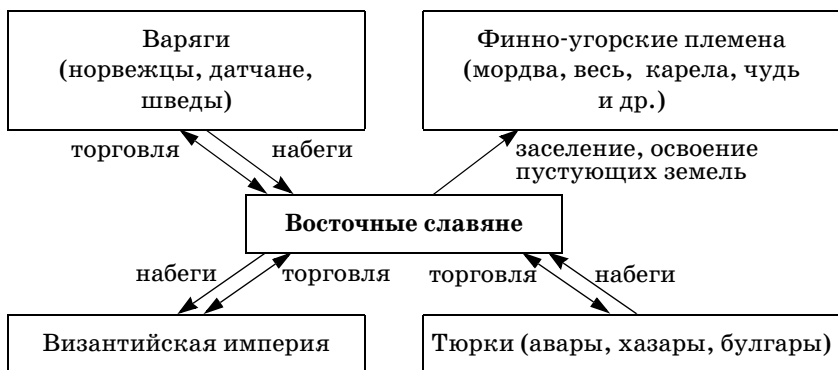 Варяги
(норвежцы, датчане,
шведы)
Финно-угорские племена
(мордва, весь, карела, чудь
и др.)
торговля
набеги
заселение, освоение
пустующих земель
Восточные славяне
набеги
торговля
торговля
набеги
Византийская империя
Тюрки (авары, хазары, булгары)